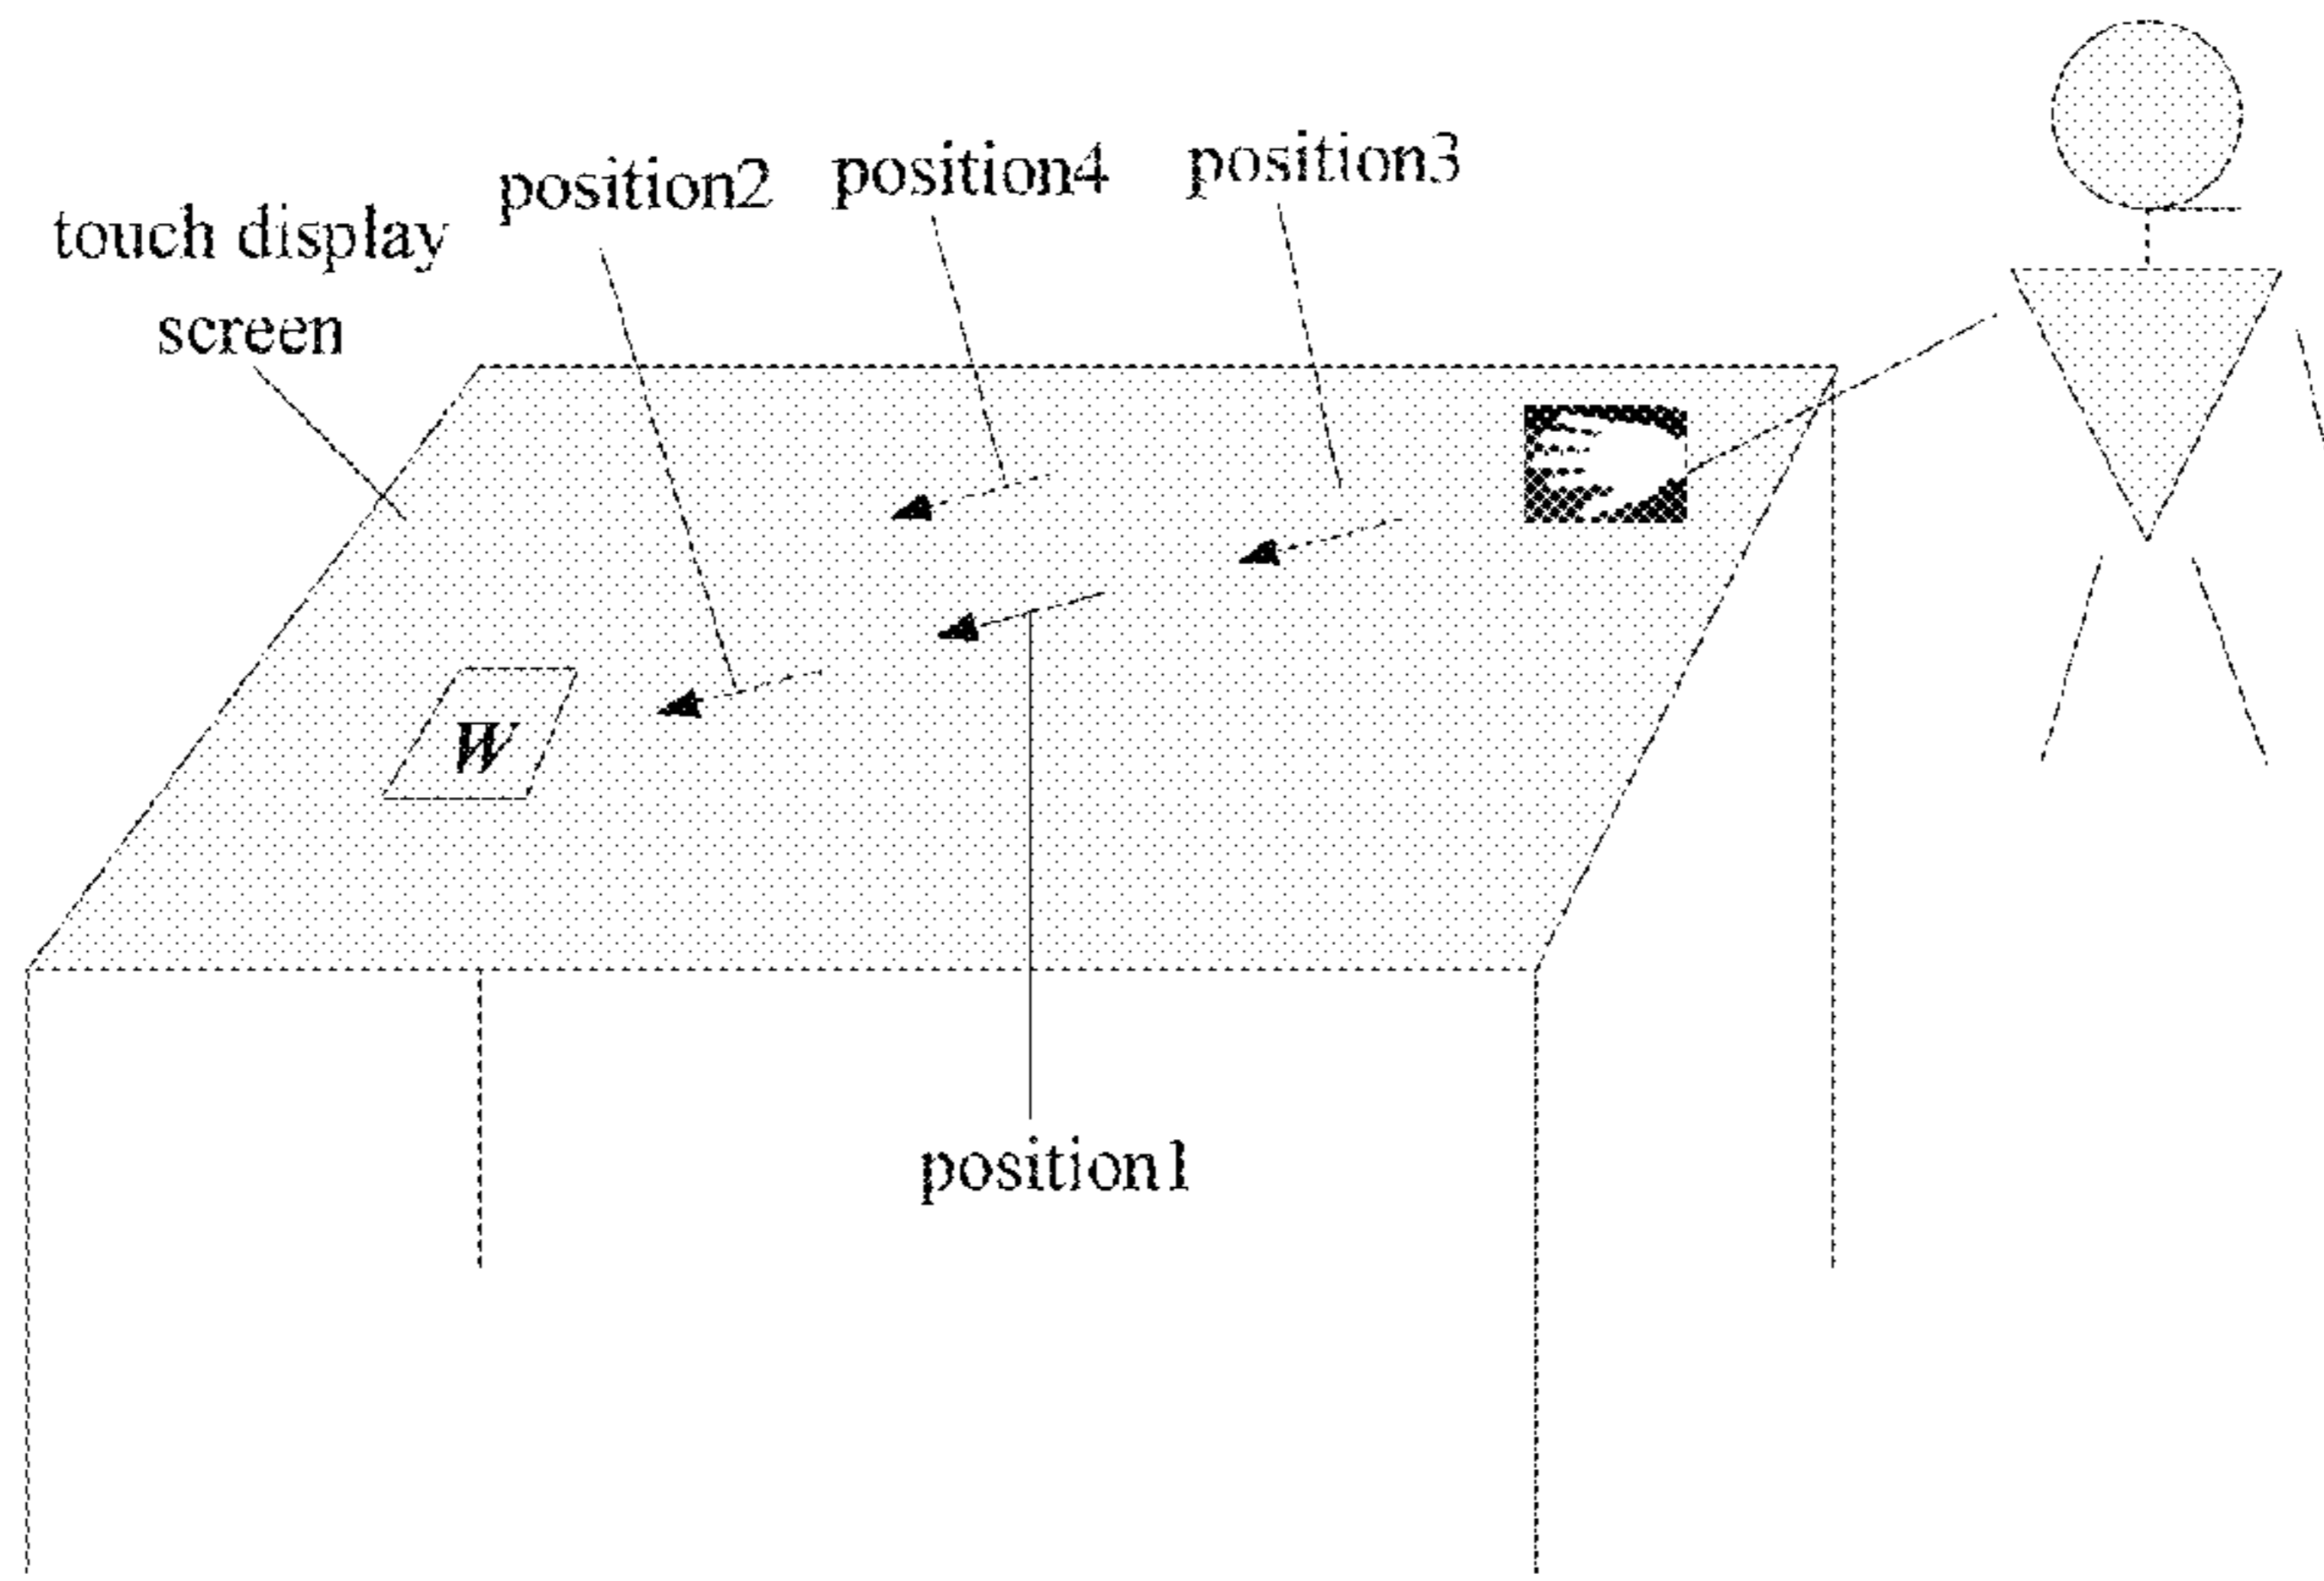 touch display
screen
position2
position4
position3
W
position1